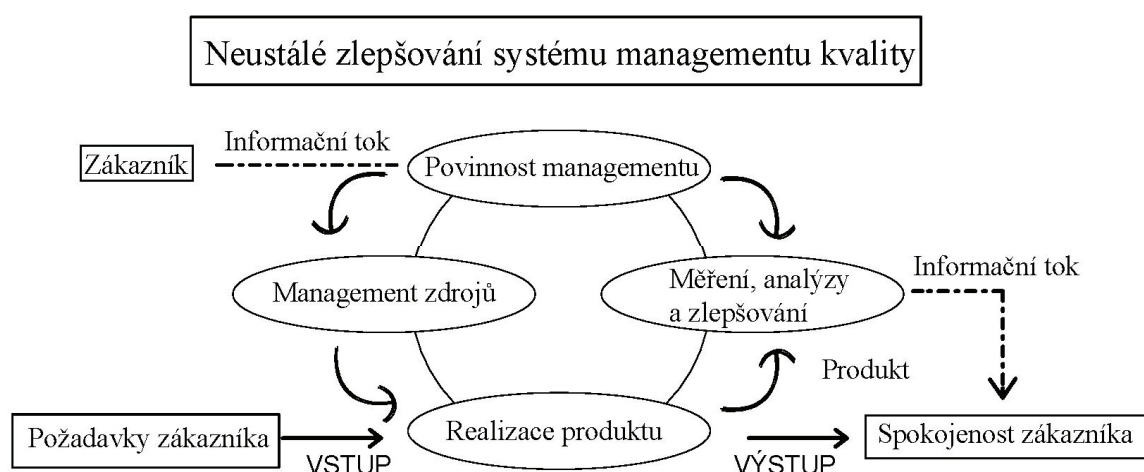 Neustálé zlepšování systému managementu kvality
Informační tok
Zákazník
Povinnost managementu
Management zdrojů
Měření, analýzy
a zlepšování
Informační tok
Produkt
Požadavky zákazníka
VSTUP
Realizace produktu
VÝSTUP
Spokojenost zákazníka